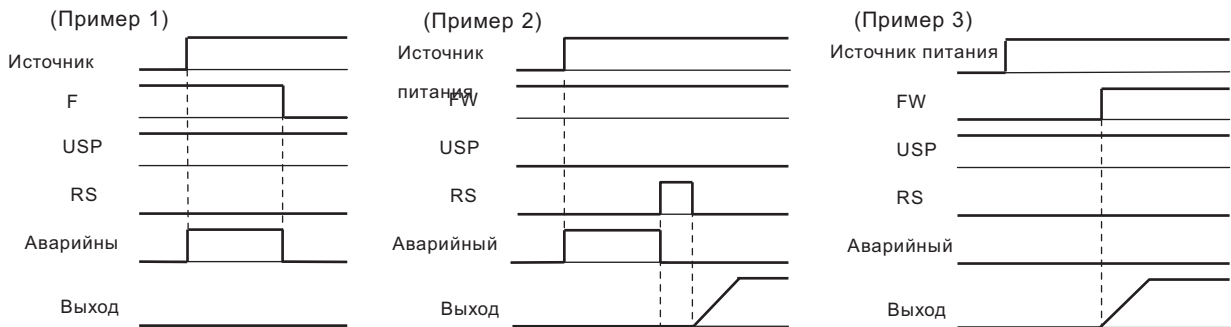 (Пример 1)
Источник
F
USP
RS
Аварийны
Выход
(Пример 2)
Источник
питания
FW
USP
RS
Аварийный
Выход
(Пример 3)
Источник питания
FW
USP
RS
Аварийный
Выход